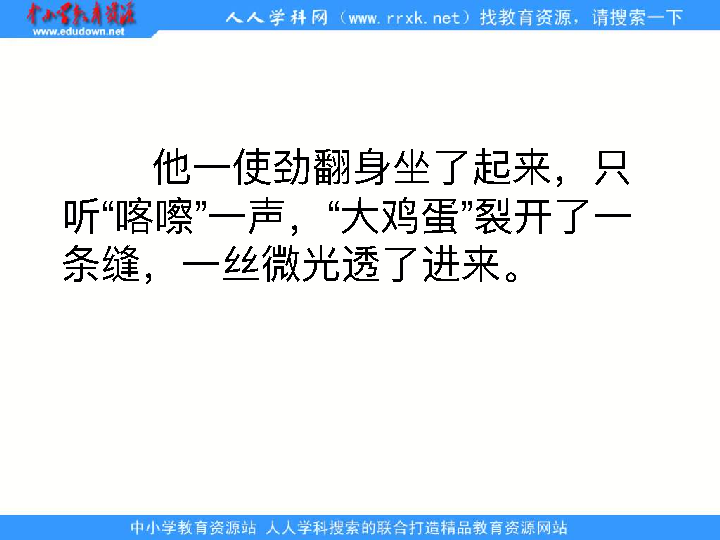 中小学教育资源
www.edudown.net
人人学科网（www.rrxk.net）找教育资源，请搜索一下
他一使劲翻身坐了起来，只
听“喀嚓”一声，“大鸡蛋”裂开了一
条缝，一丝微光透了进来。
中小学教育资源站 人人学科搜索的联合打造精品教育资源网站